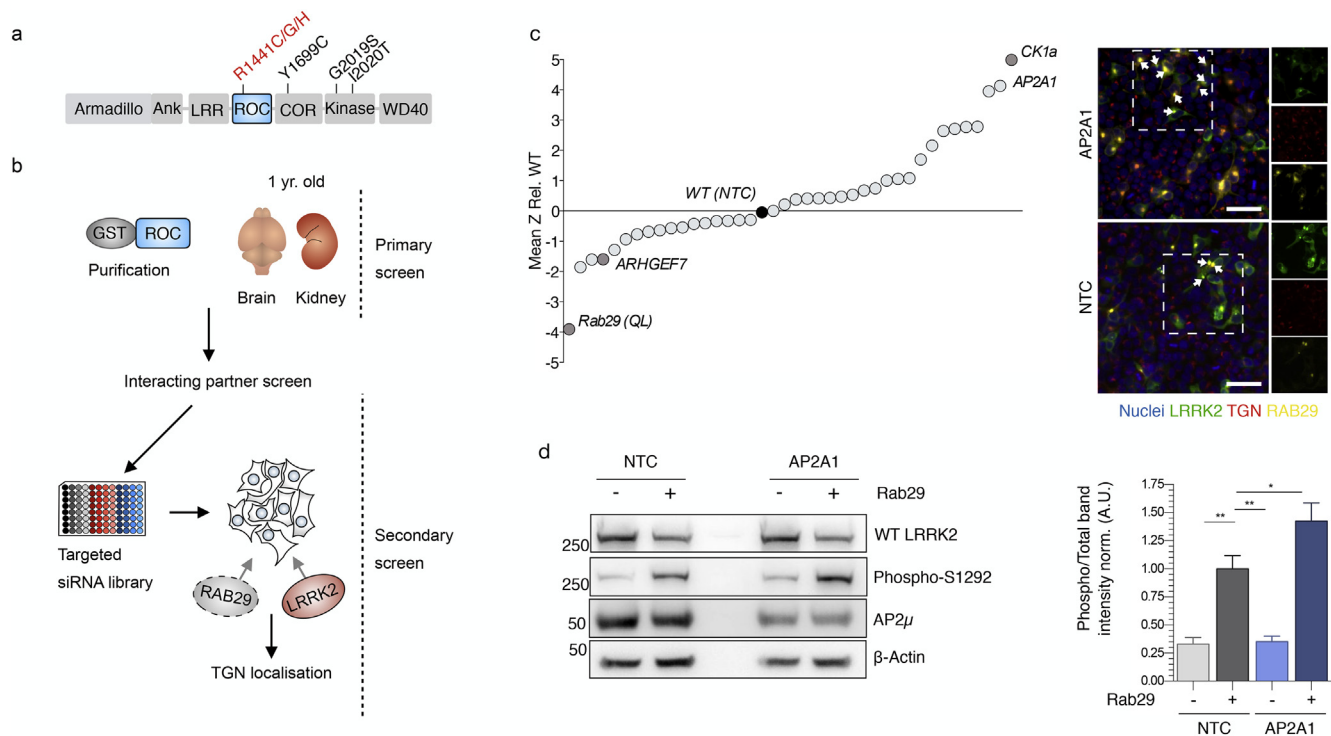 a
R1441C/G/H
Y1699C
G2019S
I2020T
Armadillo Ank LRR ROC COR Kinase WD40
b
1 yr. old
GST ROC
Purification
Brain Kidney
Primary
screen
Interacting partner screen
Targeted
siRNA library
RAB29
LRRK2
Secondary
screen
TGN localisation
c
Mean Z Rel. WT
5
4
3
2
1
0
-1
-2
-3
-4
-5
CK1a
AP2A1
WT (NTC)
ARHGEF7
Rab29 (QL)
AP2A1
NTC
Nuclei LRRK2 TGN RAB29
d
NTC AP2A1
- + - + Rab29
250 WT LRRK2
250 Phospho-S1292
50 AP2µ
50 β-Actin
Phospho/Total band
intensity norm. (A.U.)
1.75
1.50
1.25
1.00
0.75
0.50
0.25
0.00
**
**
*
Rab29 - + - +
NTC AP2A1